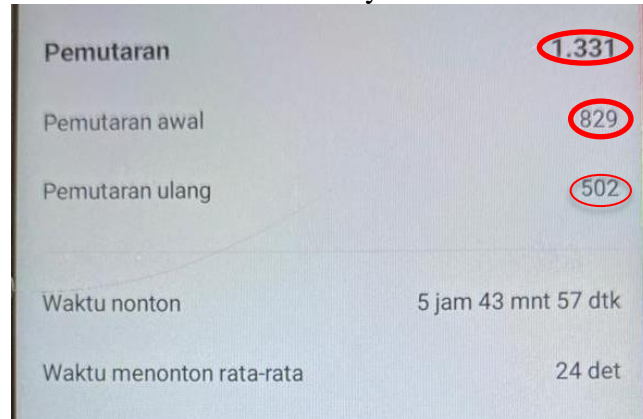 Pemutaran 1.331
Pemutaran awal 829
Pemutaran ulang 502
Waktu nonton 5 jam 43 mnt 57 dtk
Waktu menonton rata-rata 24 det